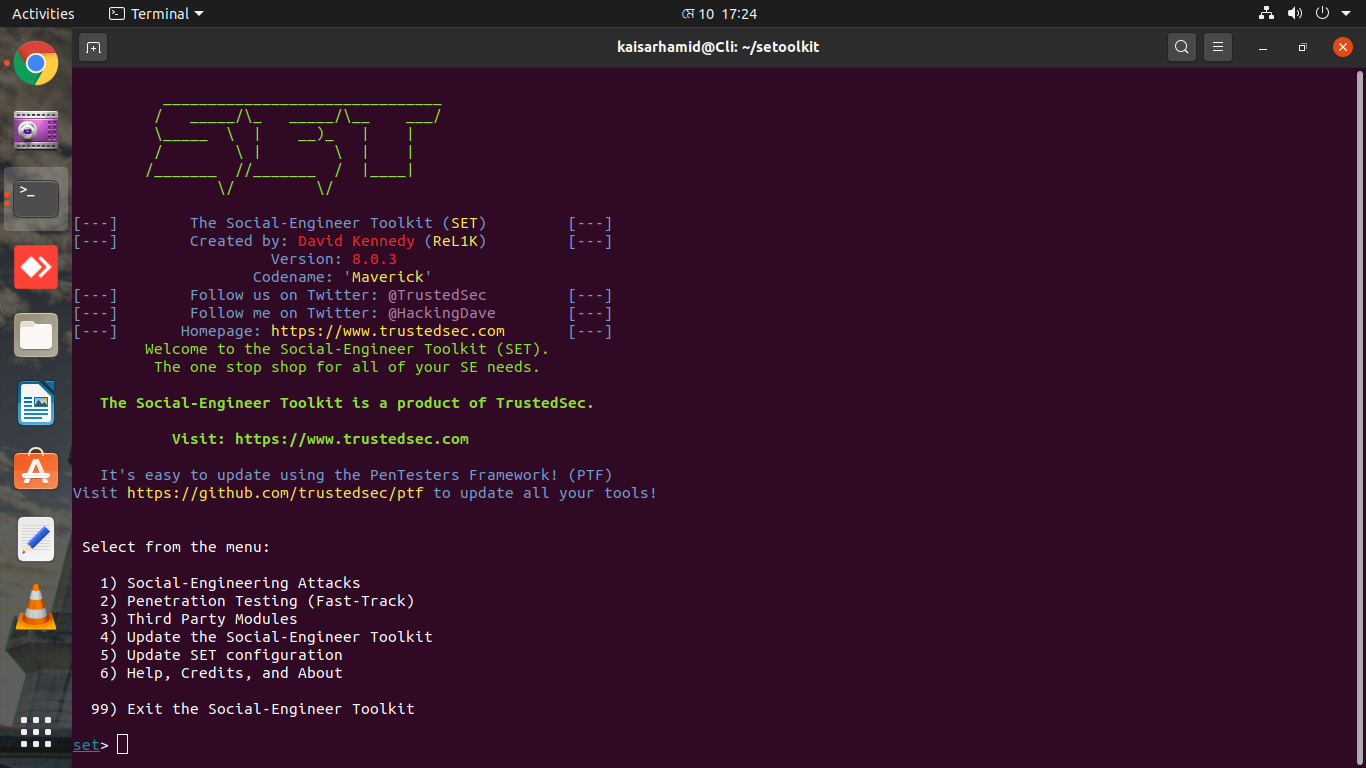 Activities
Terminal
মে 10 17:24
kaisarhamid@Cli: ~/setoolkit
[---] The Social-Engineer Toolkit (SET) [---]
[---] Created by: David Kennedy (ReL1K) [---]
Version: 8.0.3
Codename: 'Maverick'
[---] Follow us on Twitter: @TrustedSec [---]
[---] Follow me on Twitter: @HackingDave [---]
[---] Homepage: https://www.trustedsec.com [---]
Welcome to the Social-Engineer Toolkit (SET).
The one stop shop for all of your SE needs.
The Social-Engineer Toolkit is a product of TrustedSec.
Visit: https://www.trustedsec.com
It's easy to update using the PenTesters Framework! (PTF)
Visit https://github.com/trustedsec/ptf to update all your tools!
Select from the menu:
1) Social-Engineering Attacks
2) Penetration Testing (Fast-Track)
3) Third Party Modules
4) Update the Social-Engineer Toolkit
5) Update SET configuration
6) Help, Credits, and About
99) Exit the Social-Engineer Toolkit
set>